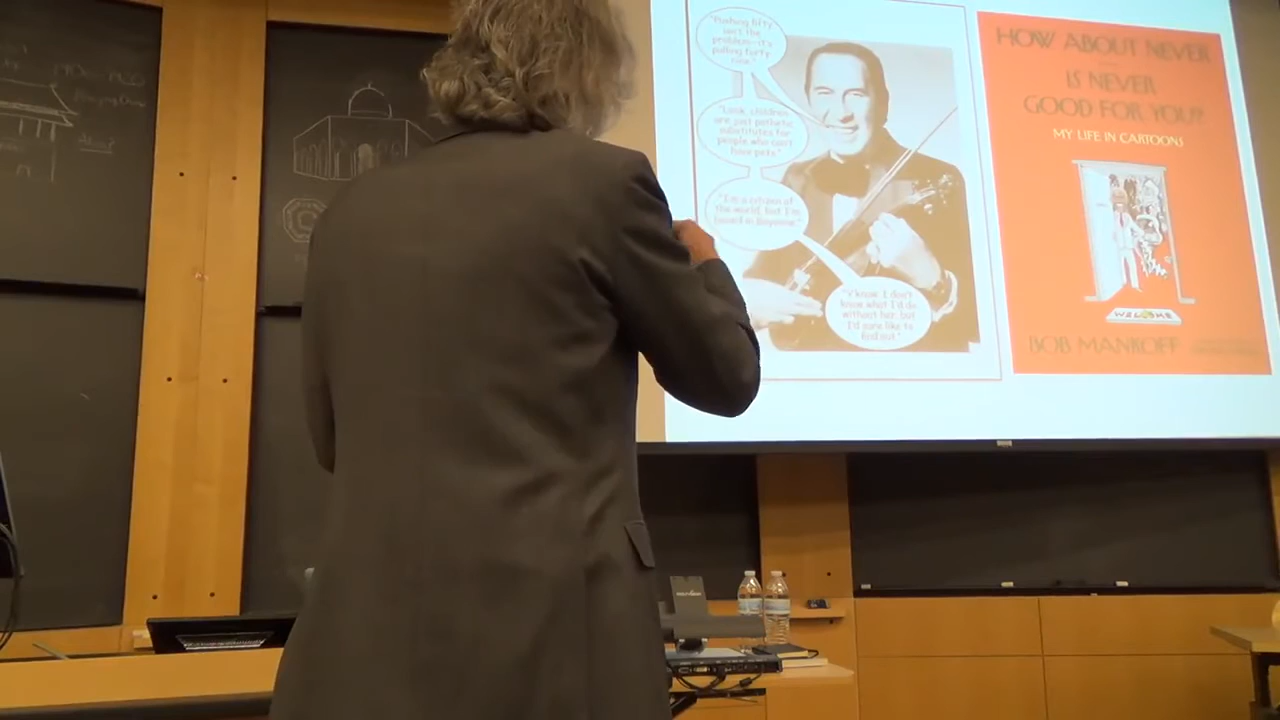 "Pushing fifty
isn't the
problem—it's
pulling forty
nine."
"Look, children
are just pathetic
substitutes for
people who can't
have pets."
"I'm a citizen of
the world, but I'm
based in Bayonne."
"Y'know, I don't
know what I'd do
without her, but
I'd sure like to
find out."
HOW ABOUT NEVER
IS NEVER
GOOD FOR YOU?
MY LIFE IN CARTOONS
WELCOME
BOB MANKOFF
C